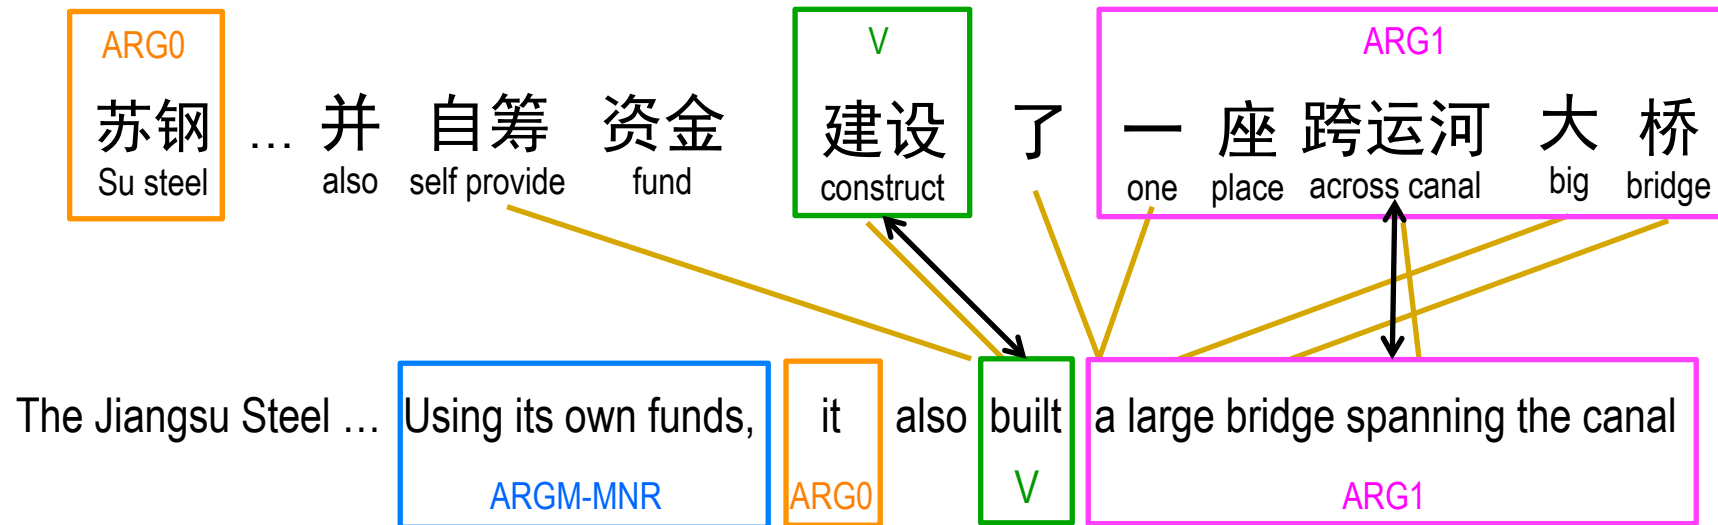 ARG0 V ARG1
苏钢 … 并 自筹 资金 建设 了 一 座 跨运河 大 桥
Su steel also self provide fund construct one place across canal big bridge
The Jiangsu Steel … Using its own funds, it also built a large bridge spanning the canal
ARGM-MNR ARG0 V ARG1